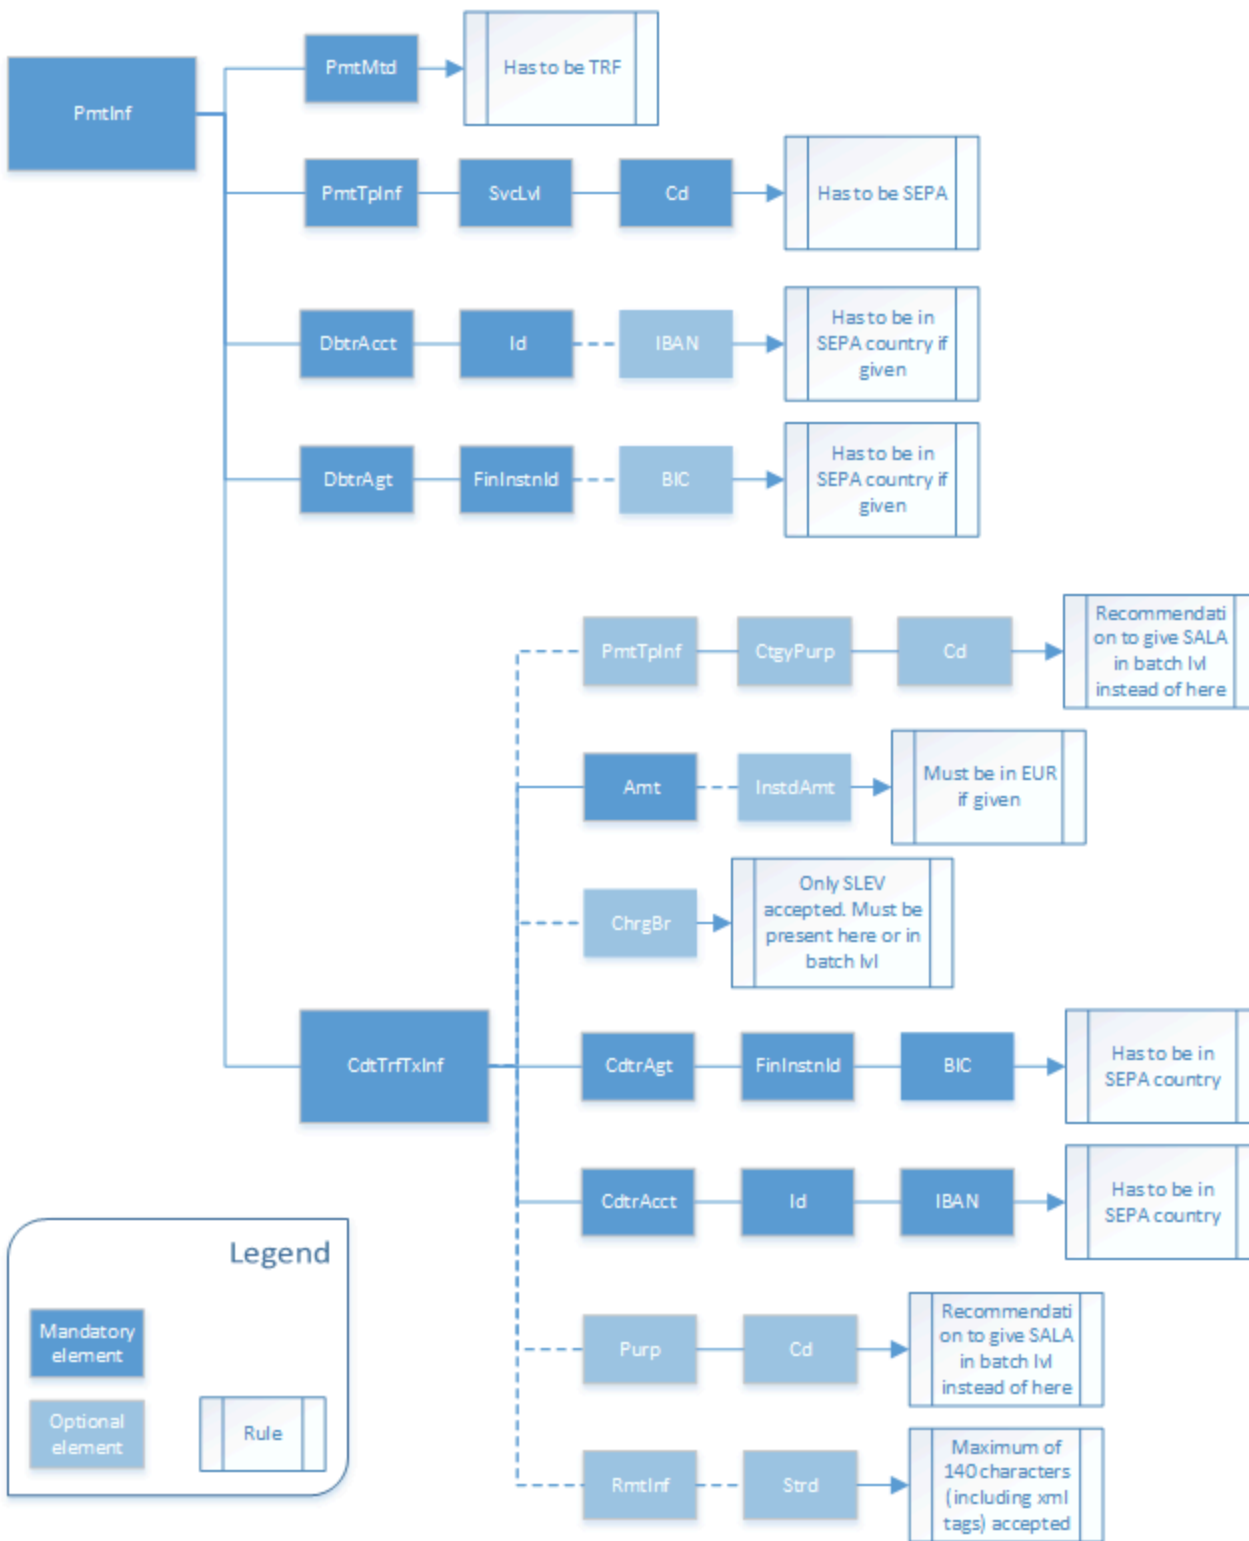 PmtInf
PmtMtd
Has to be TRF
PmtTpInf
SvcLvl
Cd
Has to be SEPA
DbtrAcct
Id
IBAN
Has to be in
SEPA country if
given
DbtrAgt
FinInstnId
BIC
Has to be in
SEPA country if
given
PmtTpInf
CtgyPurp
Cd
Recommendati
on to give SALA
in batch lvl
instead of here
Amt
InstdAmt
Must be in EUR
if given
ChrgBr
Only SLEV
accepted. Must be
present here or in
batch lvl
CdtTrfTxInf
CdtrAgt
FinInstnId
BIC
Has to be in
SEPA country
CdtrAcct
Id
IBAN
Has to be in
SEPA country
Purp
Cd
Recommendati
on to give SALA
in batch lvl
instead of here
RmtInf
Strd
Maximum of
140 characters
(including xml
tags) accepted
Legend
Mandatory
element
Optional
element
Rule